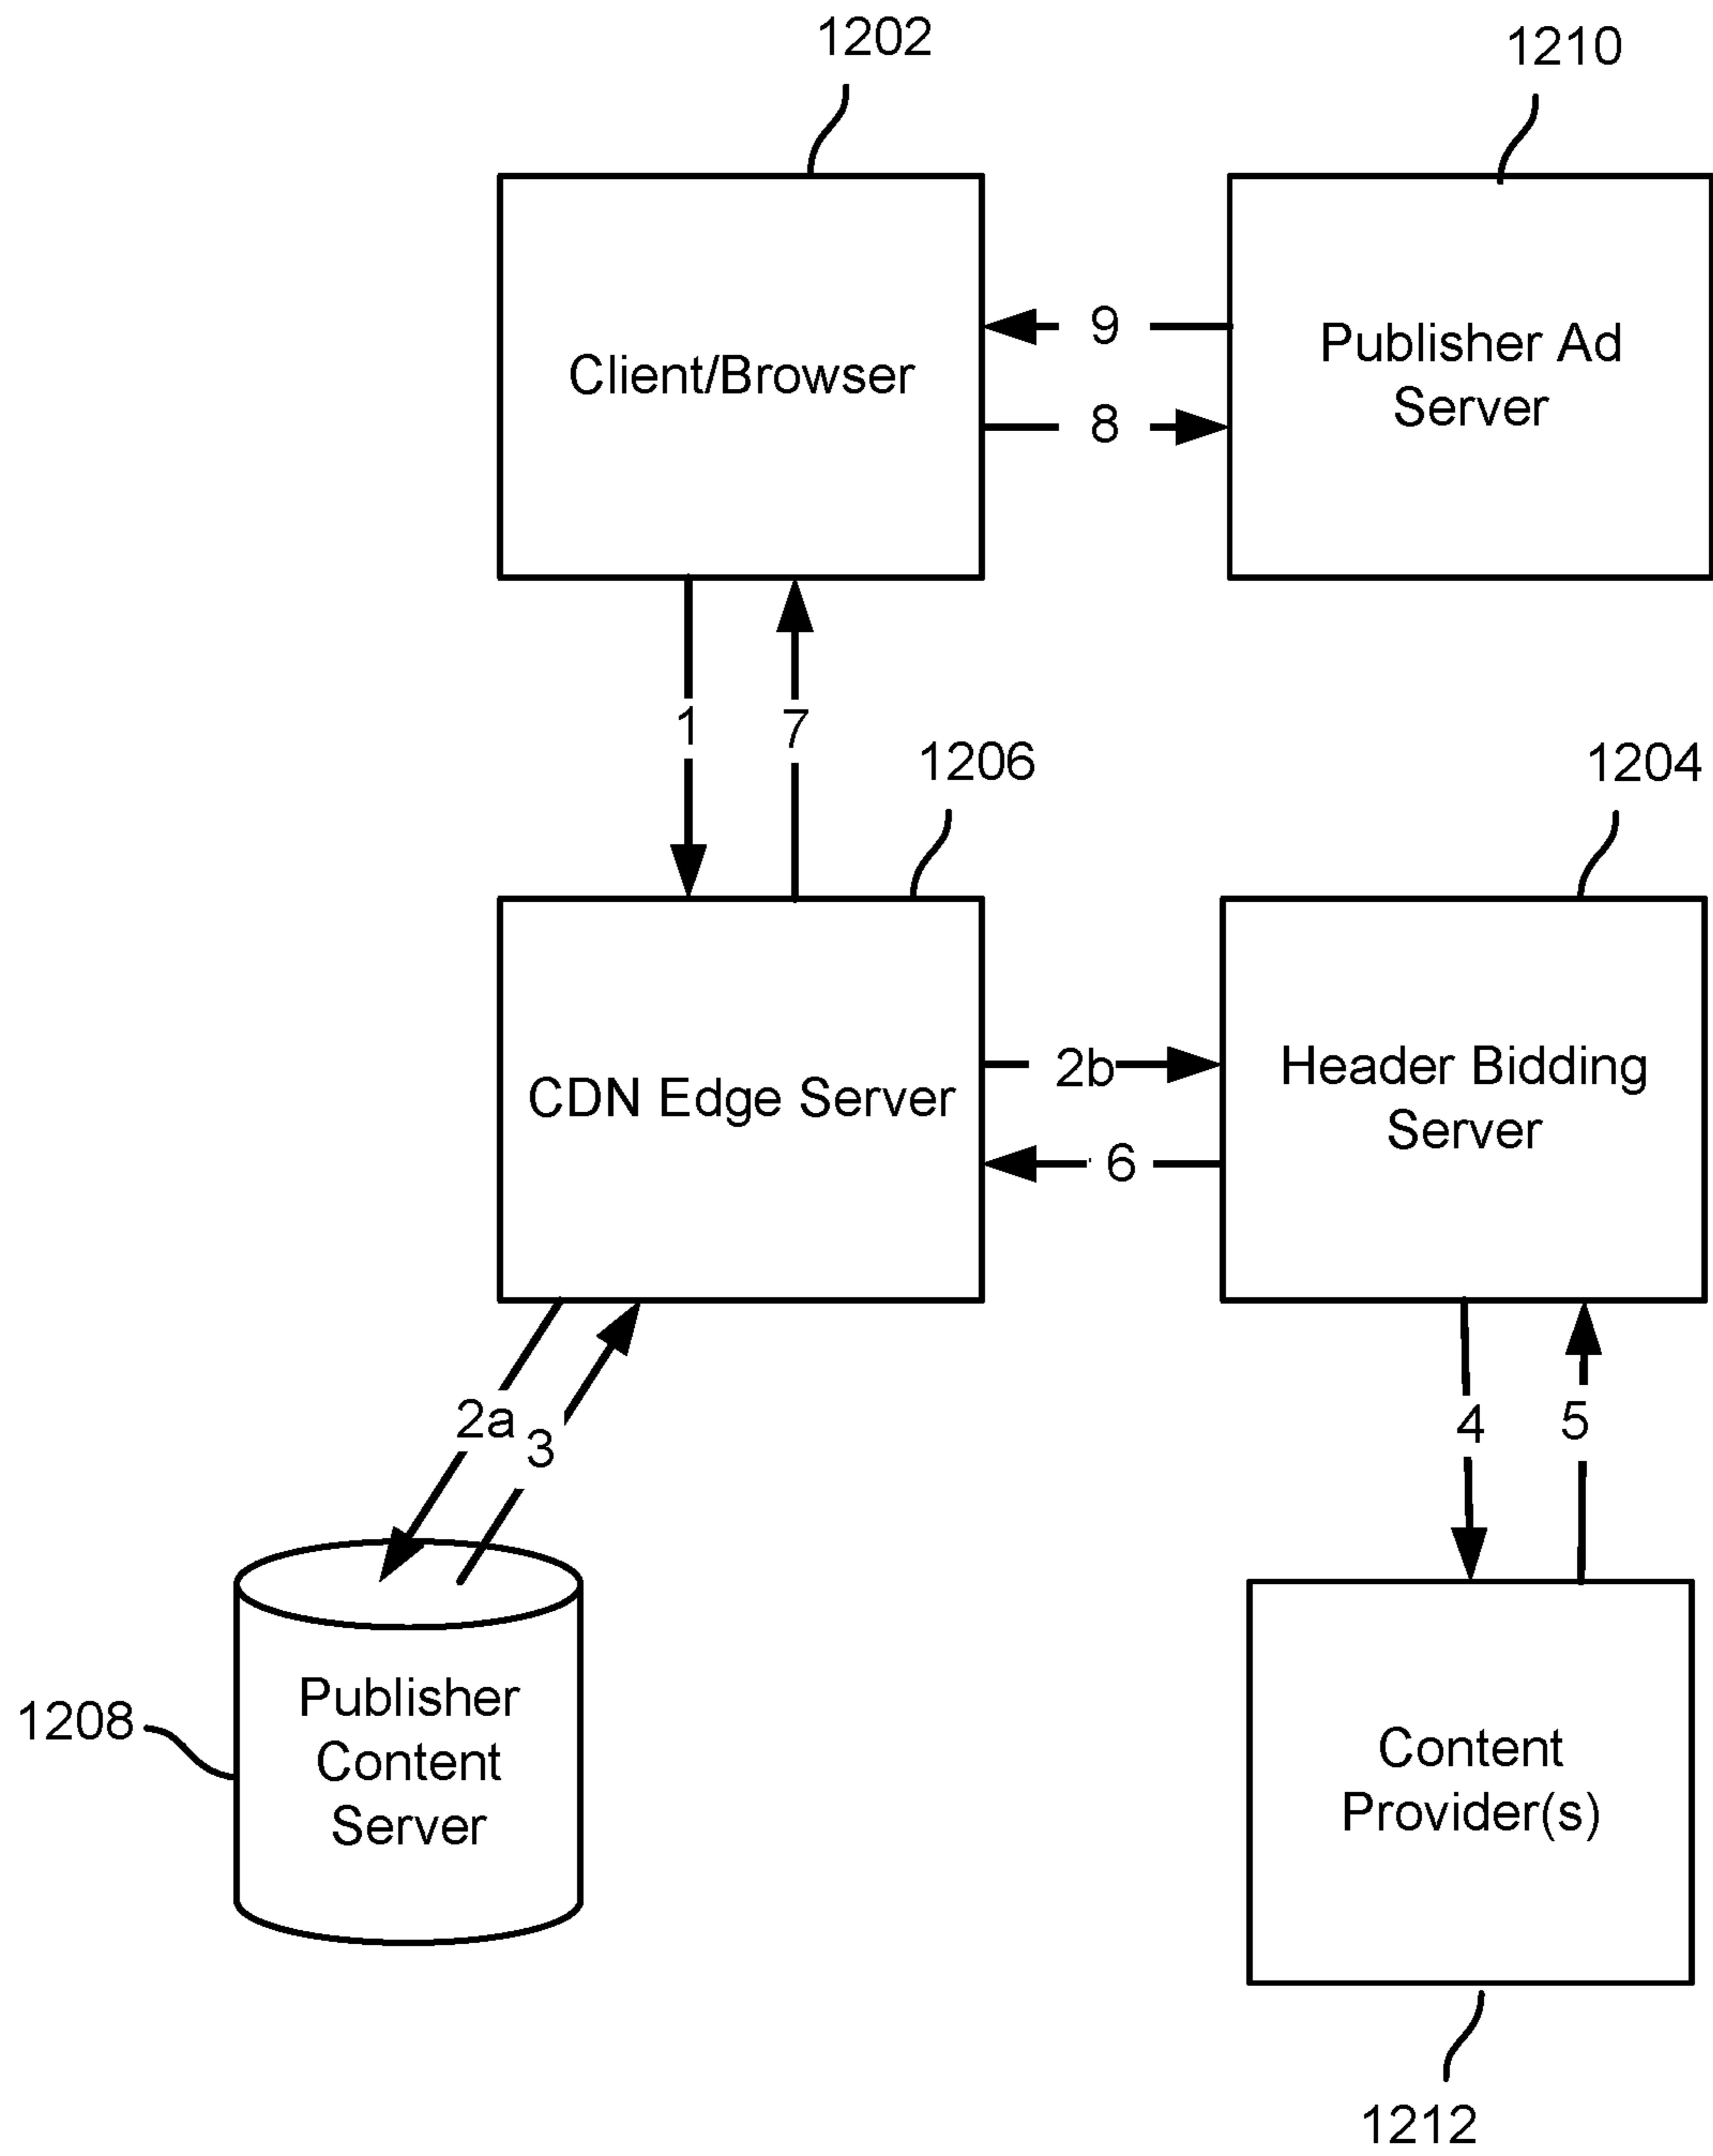 1202
1210
Client/Browser
Publisher Ad
Server
9
8
1
7
1206
1204
CDN Edge Server
Header Bidding
Server
2b
6
2a
3
4
5
1208
Publisher
Content
Server
Content
Provider(s)
1212